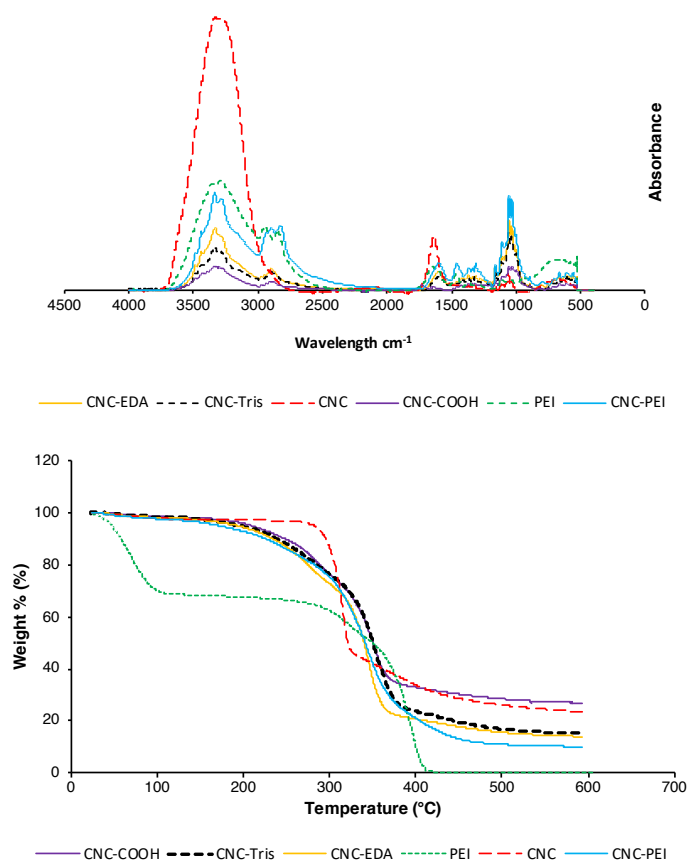 Absorbance
4500 4000 3500 3000 2500 2000 1500 1000 500 0
Wavelength cm-1
CNC-EDA CNC-Tris CNC CNC-COOH PEI CNC-PEI
120
100
80
60
40
20
0
Weight % (%)
0 100 200 300 400 500 600 700
Temperature (°C)
CNC-COOH CNC-Tris CNC-EDA PEI CNC CNC-PEI